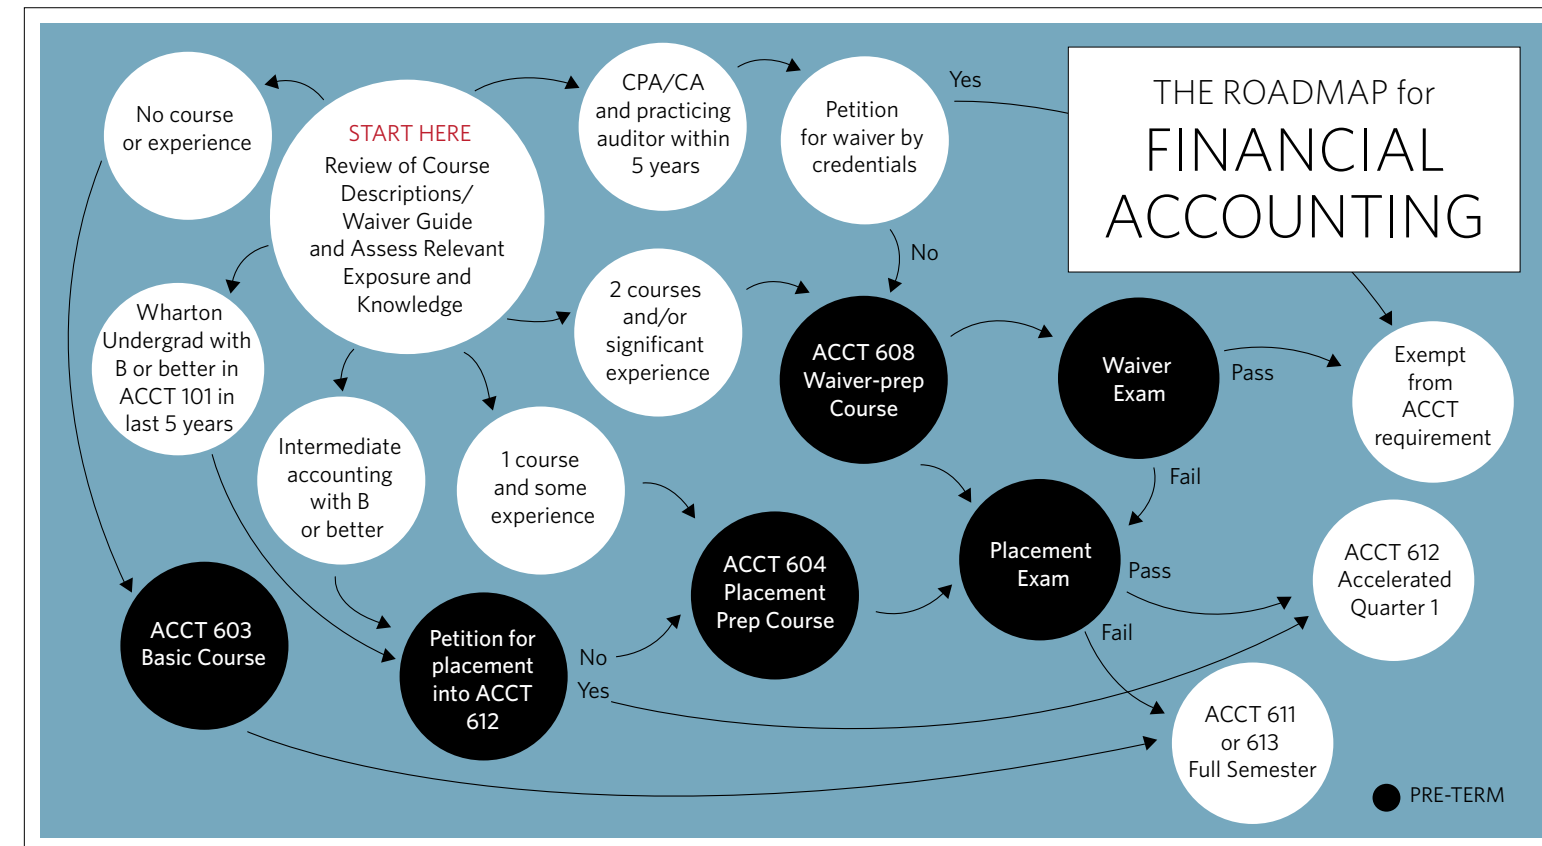 THE ROADMAP for
FINANCIAL
ACCOUNTING
START HERE
Review of Course
Descriptions/
Waiver Guide
and Assess Relevant
Exposure and
Knowledge
No course
or experience
CPA/CA
and practicing
auditor within
5 years
Petition
for waiver by
credentials
Yes
No
Wharton
Undergrad with
B or better in
ACCT 101 in
last 5 years
2 courses
and/or
significant
experience
ACCT 608
Waiver-prep
Course
Waiver
Exam
Pass
Fail
Exempt
from
ACCT
requirement
Intermediate
accounting
with B
or better
1 course
and some
experience
ACCT 604
Placement
Prep Course
Placement
Exam
Pass
Fail
ACCT 612
Accelerated
Quarter 1
ACCT 603
Basic Course
Petition for
placement
into ACCT
612
No
Yes
ACCT 611
or 613
Full Semester
PRE-TERM